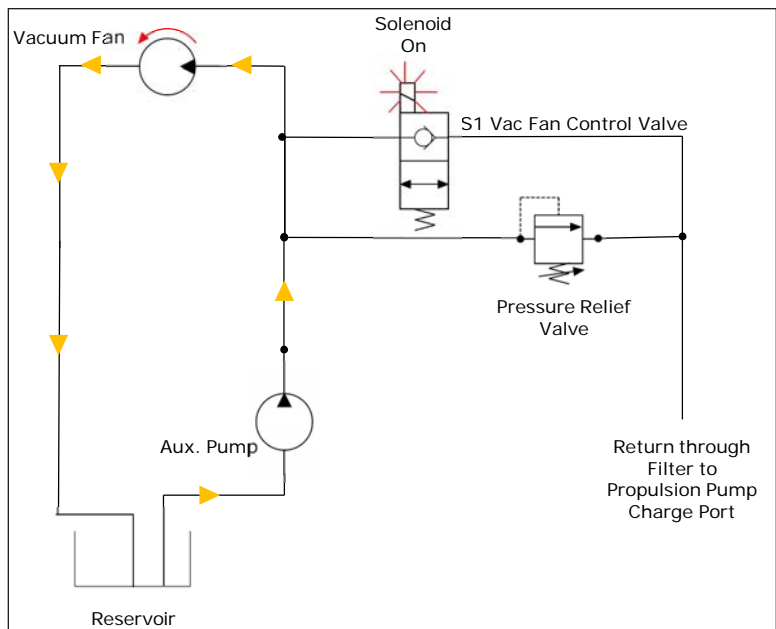 Solenoid
On
Vacuum Fan
S1 Vac Fan Control Valve
Pressure Relief
Valve
Aux. Pump
Return through
Filter to
Propulsion Pump
Charge Port
Reservoir